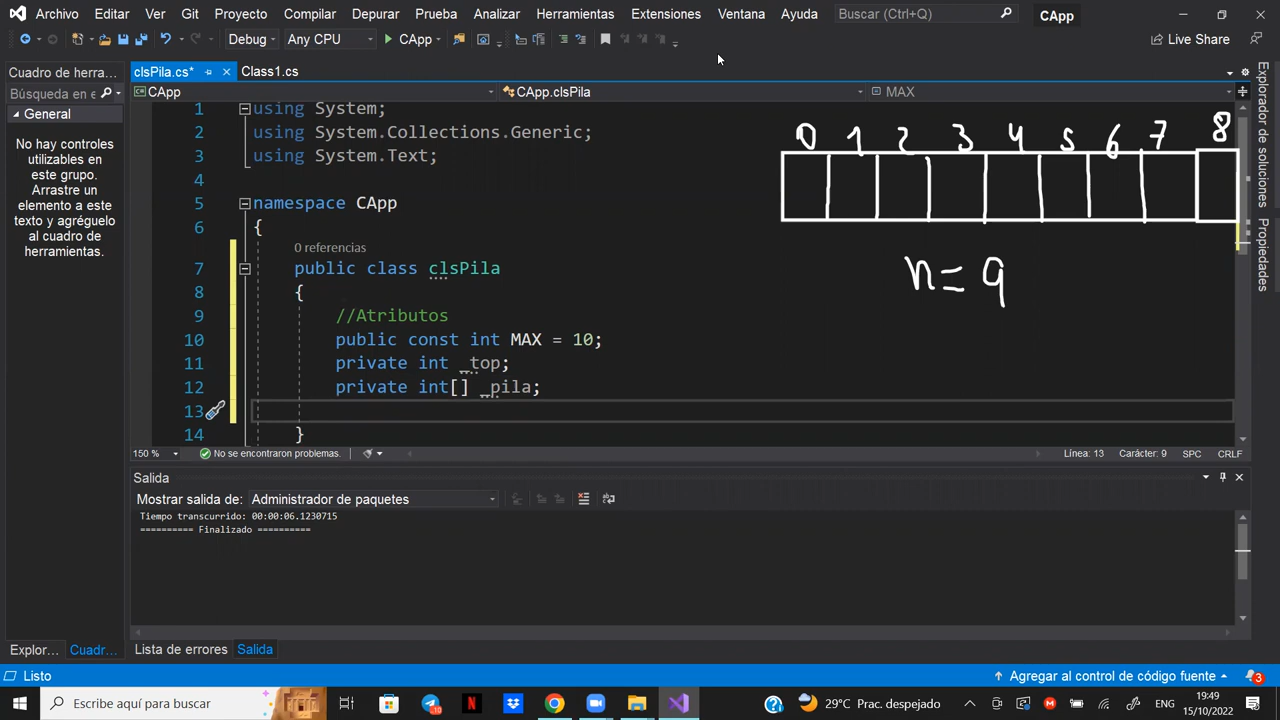 Archivo Editar Ver Git Proyecto Compilar Depurar Prueba Analizar Herramientas Extensiones Ventana Ayuda Buscar (Ctrl+Q) CApp
Debug Any CPU CApp Live Share
Cuadro de herra...
Búsqueda en e
General
No hay controles
utilizables en
este grupo.
Arrastre un
elemento a este
texto y agréguelo
al cuadro de
herramientas.
clsPila.cs* Class1.cs
CApp CApp.clsPila MAX
1 using System;
2 using System.Collections.Generic;
3 using System.Text;
4
5 namespace CApp
6 {
0 referencias
7 public class clsPila
8 {
9 //Atributos
10 public const int MAX = 10;
11 private int _top;
12 private int[] _pila;
13
14 }
0 1 2 3 4 5 6 7 8
n = 9
Explorador de soluciones
Propiedades
150 % No se encontraron problemas. Línea: 13 Carácter: 9 SPC CRLF
Salida
Mostrar salida de: Administrador de paquetes
Tiempo transcurrido: 00:00:06.1230715
========== Finalizado ==========
Explor... Cuadr... Lista de errores Salida
Listo Agregar al control de código fuente 3
Escribe aquí para buscar 29°C Prac. despejado ENG 19:49
15/10/2022